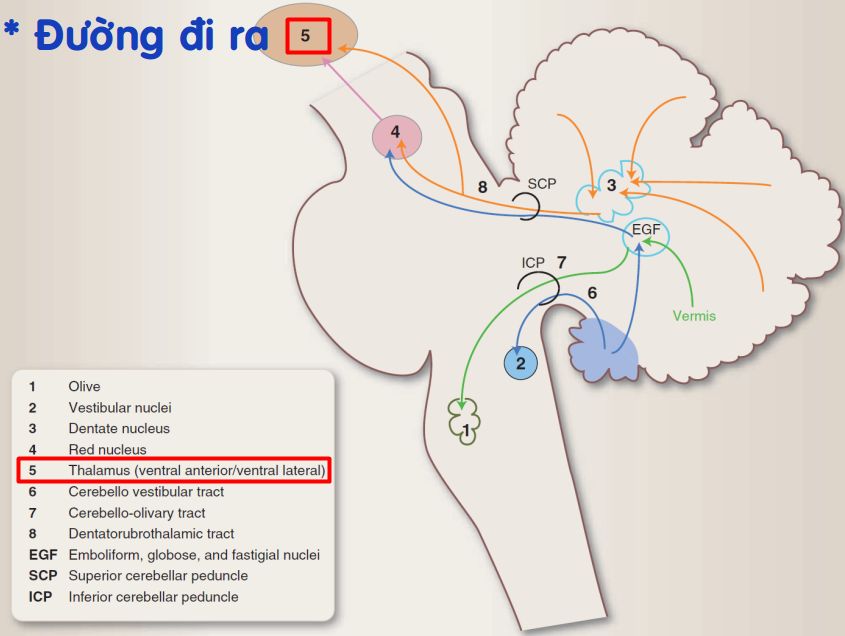 * Đường đi ra
5
4
8
SCP
3
EGF
ICP 7
6
Vermis
2
1
1 Olive
2 Vestibular nuclei
3 Dentate nucleus
4 Red nucleus
5 Thalamus (ventral anterior/ventral lateral)
6 Cerebello vestibular tract
7 Cerebello-olivary tract
8 Dentatorubrothalamic tract
EGF Emboliform, globose, and fastigial nuclei
SCP Superior cerebellar peduncle
ICP Inferior cerebellar peduncle